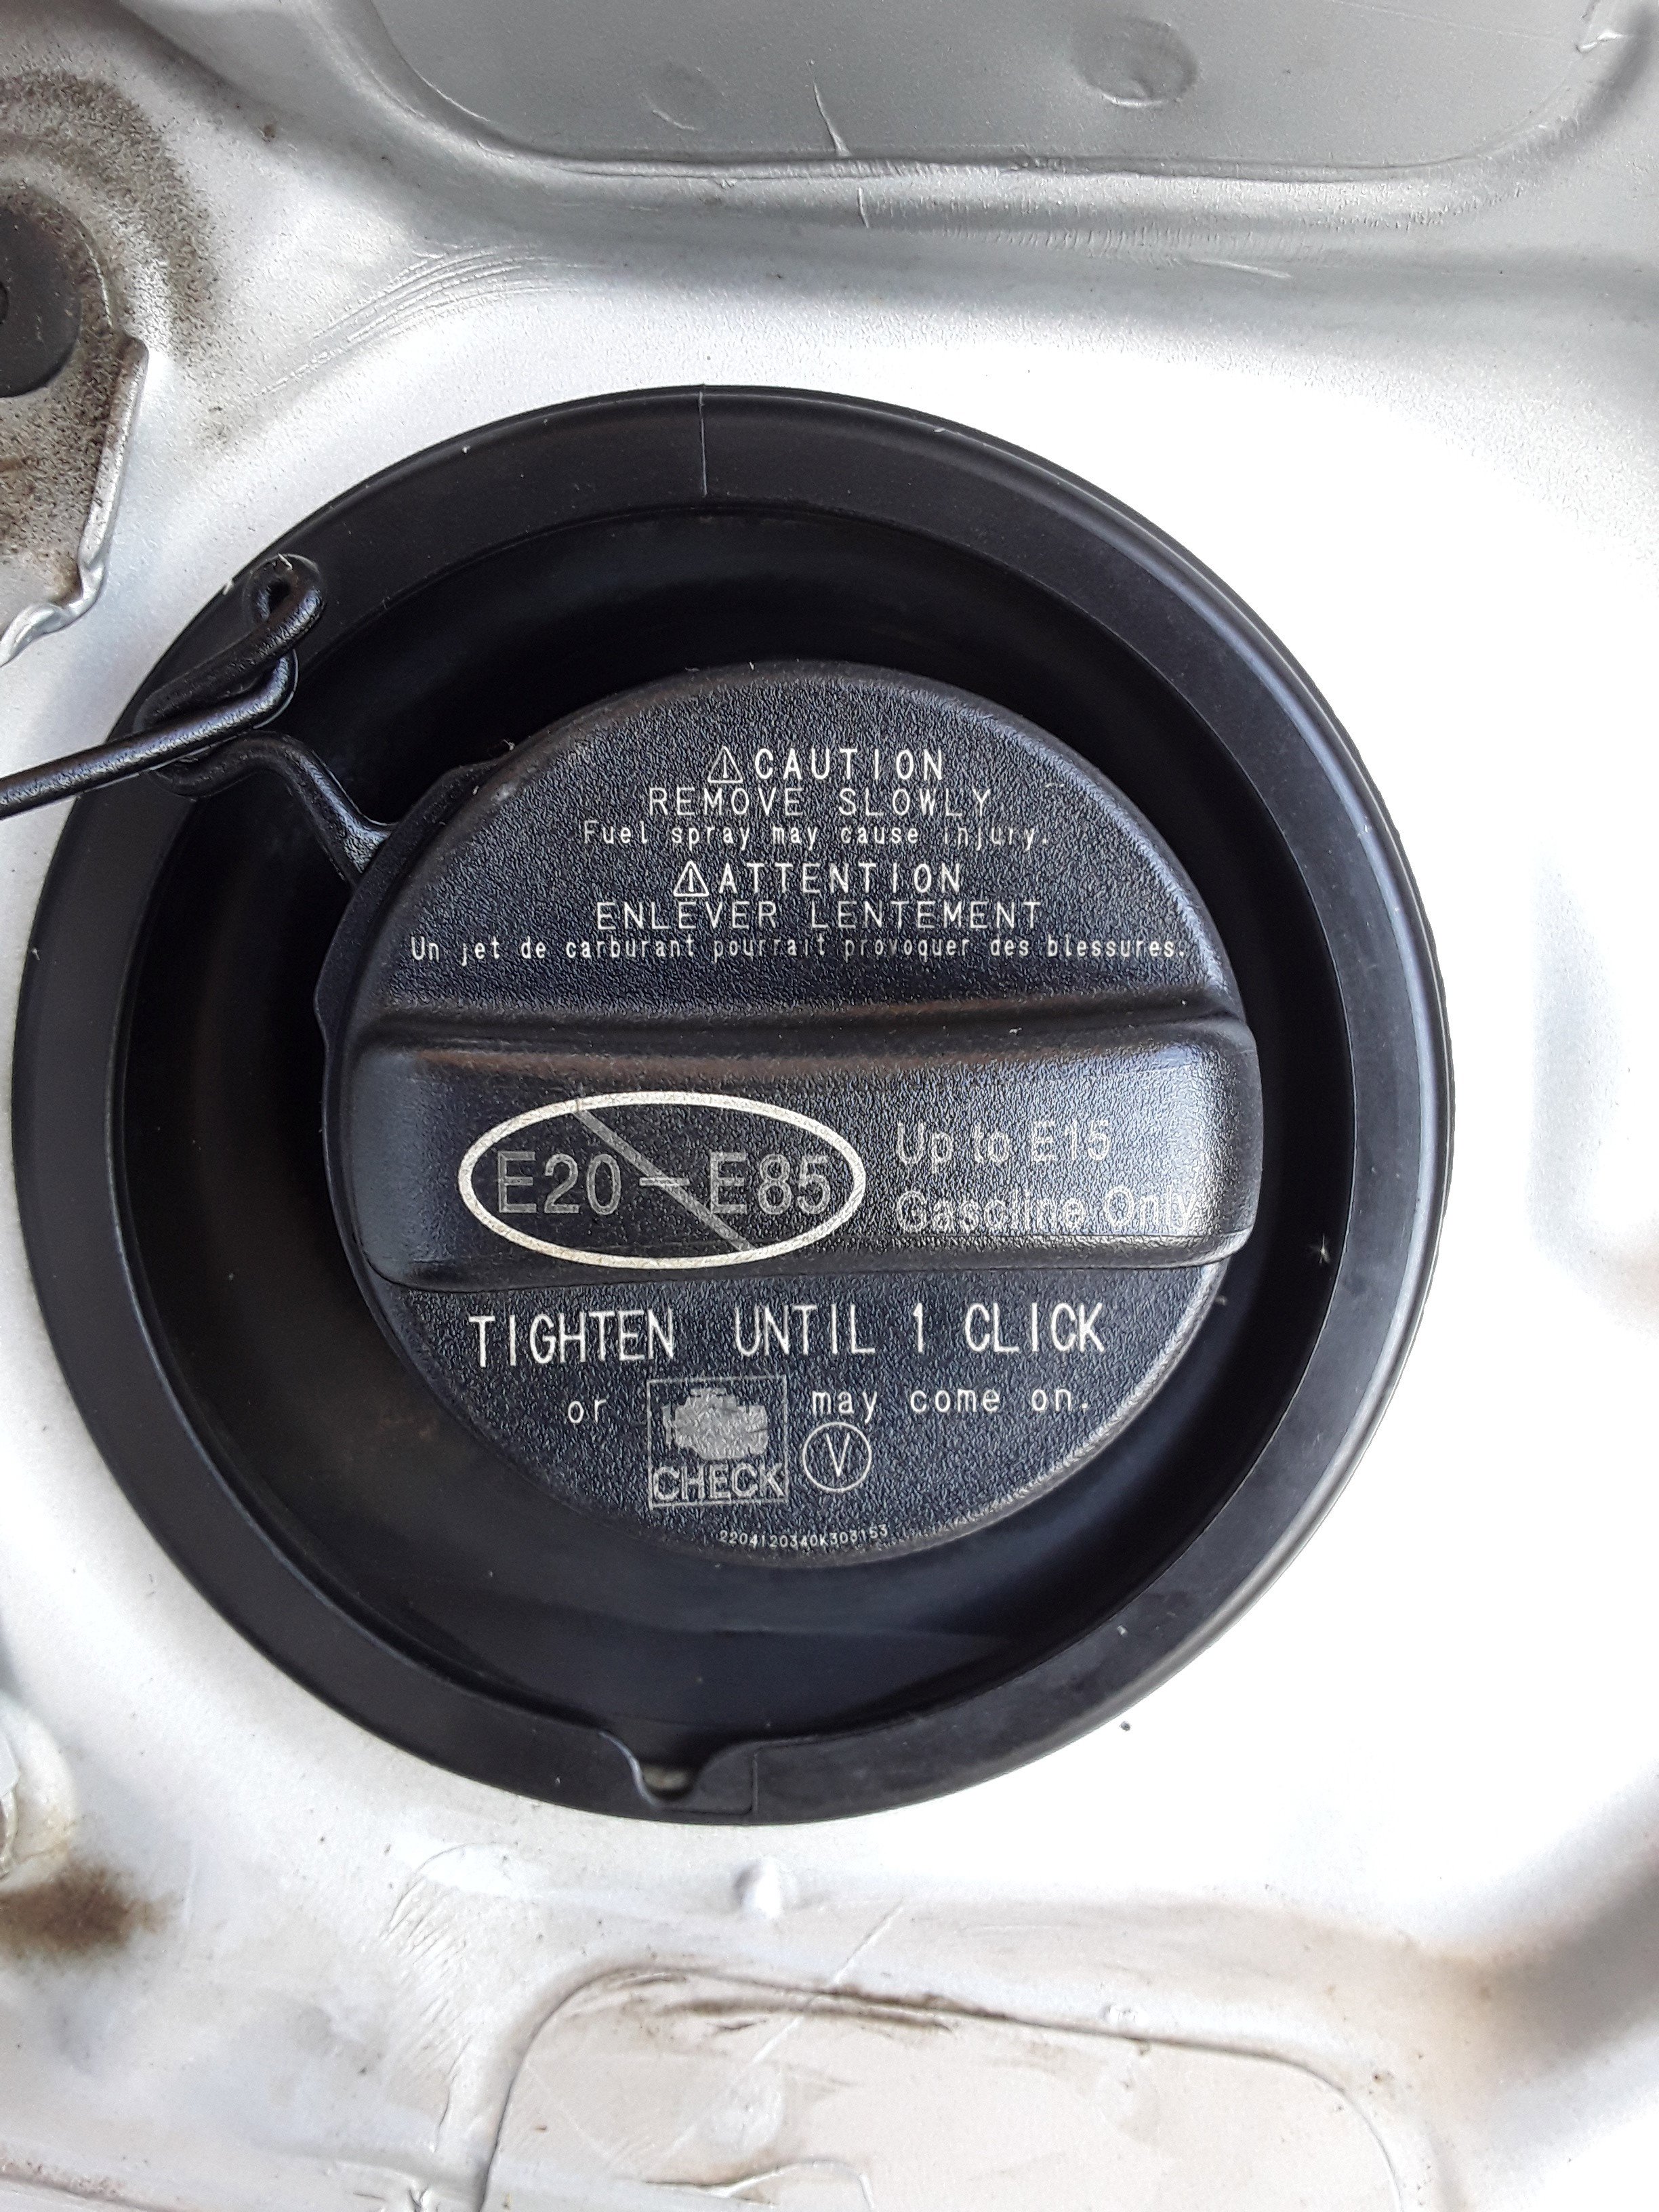 ⚠CAUTION
REMOVE SLOWLY
Fuel spray may cause injury.
⚠ATTENTION
ENLEVER LENTEMENT
Un jet de carburant pourrait provoquer des blessures.
E20-E85
Up to E15
Gasoline Only
TIGHTEN UNTIL 1 CLICK
or CHECK may come on.
V
2204120340K303153